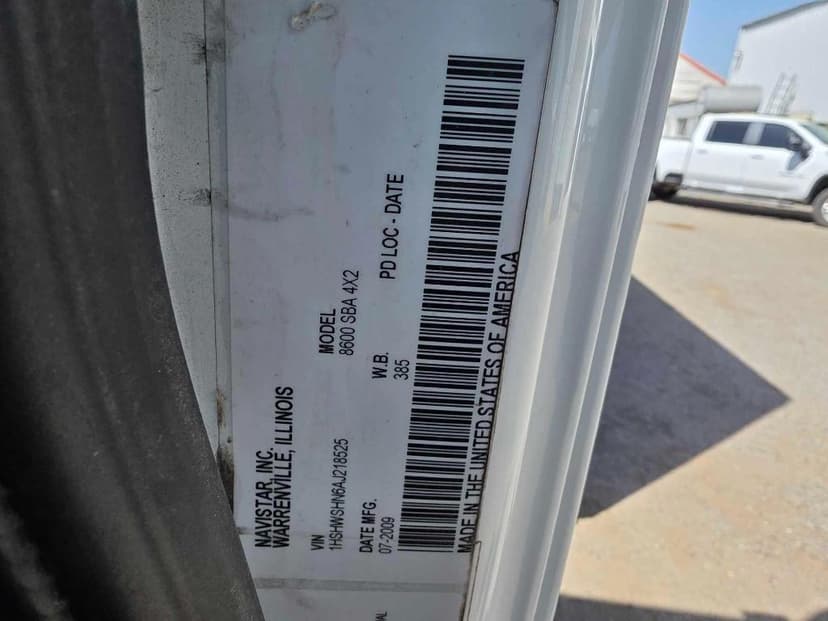 NAVISTAR, INC.
WARRENVILLE, ILLINOIS
VIN
1HSHWSHN6AJ218525
MODEL
8600 SBA 4X2
DATE MFG.
07-2009
W.B.
385
PD LOC - DATE
MADE IN THE UNITED STATES OF AMERICA